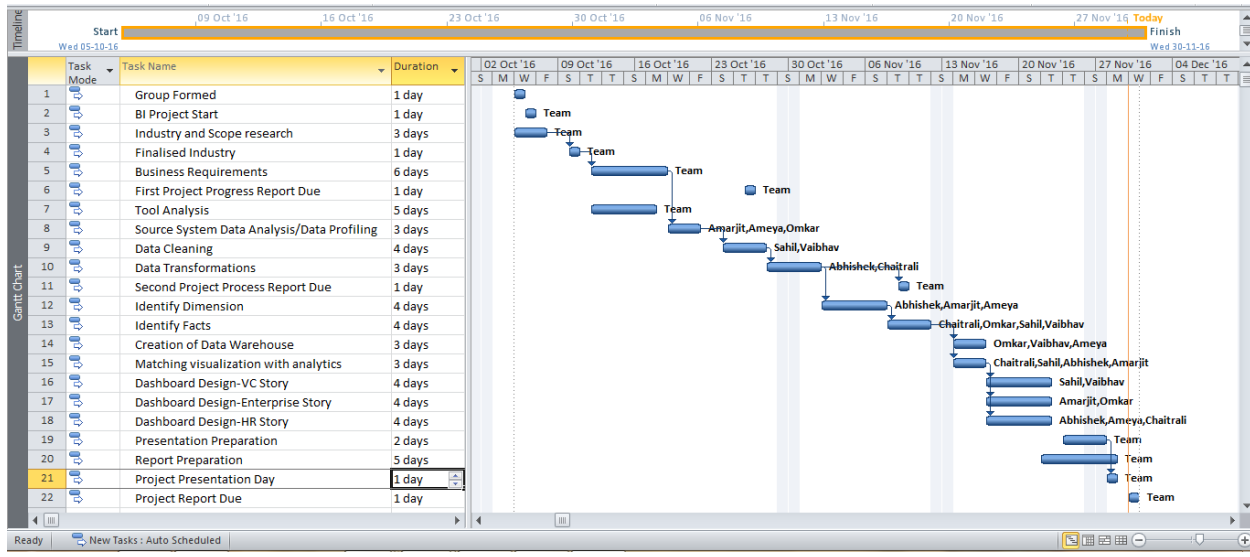 Timeline
09 Oct '16 16 Oct '16 23 Oct '16 30 Oct '16 06 Nov '16 13 Nov '16 20 Nov '16 27 Nov '16 Today
Start Finish
Wed 05-10-16 Wed 30-11-16
Gantt Chart
Task Mode Task Name Duration
02 Oct '16 09 Oct '16 16 Oct '16 23 Oct '16 30 Oct '16 06 Nov '16 13 Nov '16 20 Nov '16 27 Nov '16 04 Dec '16
S M W F S T T S M W F S T T S M W F S T T S M W F S T T S M W F S T T
1 Group Formed 1 day
2 BI Project Start 1 day Team
3 Industry and Scope research 3 days Team
4 Finalised Industry 1 day Team
5 Business Requirements 6 days Team
6 First Project Progress Report Due 1 day Team
7 Tool Analysis 5 days Team
8 Source System Data Analysis/Data Profiling 3 days Amarjit,Ameya,Omkar
9 Data Cleaning 4 days Sahil,Vaibhav
10 Data Transformations 3 days Abhishek,Chaitrali
11 Second Project Process Report Due 1 day Team
12 Identify Dimension 4 days Abhishek,Amarjit,Ameya
13 Identify Facts 4 days Chaitrali,Omkar,Sahil,Vaibhav
14 Creation of Data Warehouse 3 days Omkar,Vaibhav,Ameya
15 Matching visualization with analytics 3 days Chaitrali,Sahil,Abhishek,Amarjit
16 Dashboard Design-VC Story 4 days Sahil,Vaibhav
17 Dashboard Design-Enterprise Story 4 days Amarjit,Omkar
18 Dashboard Design-HR Story 4 days Abhishek,Ameya,Chaitrali
19 Presentation Preparation 2 days Team
20 Report Preparation 5 days Team
21 Project Presentation Day 1 day Team
22 Project Report Due 1 day Team
Ready New Tasks : Auto Scheduled